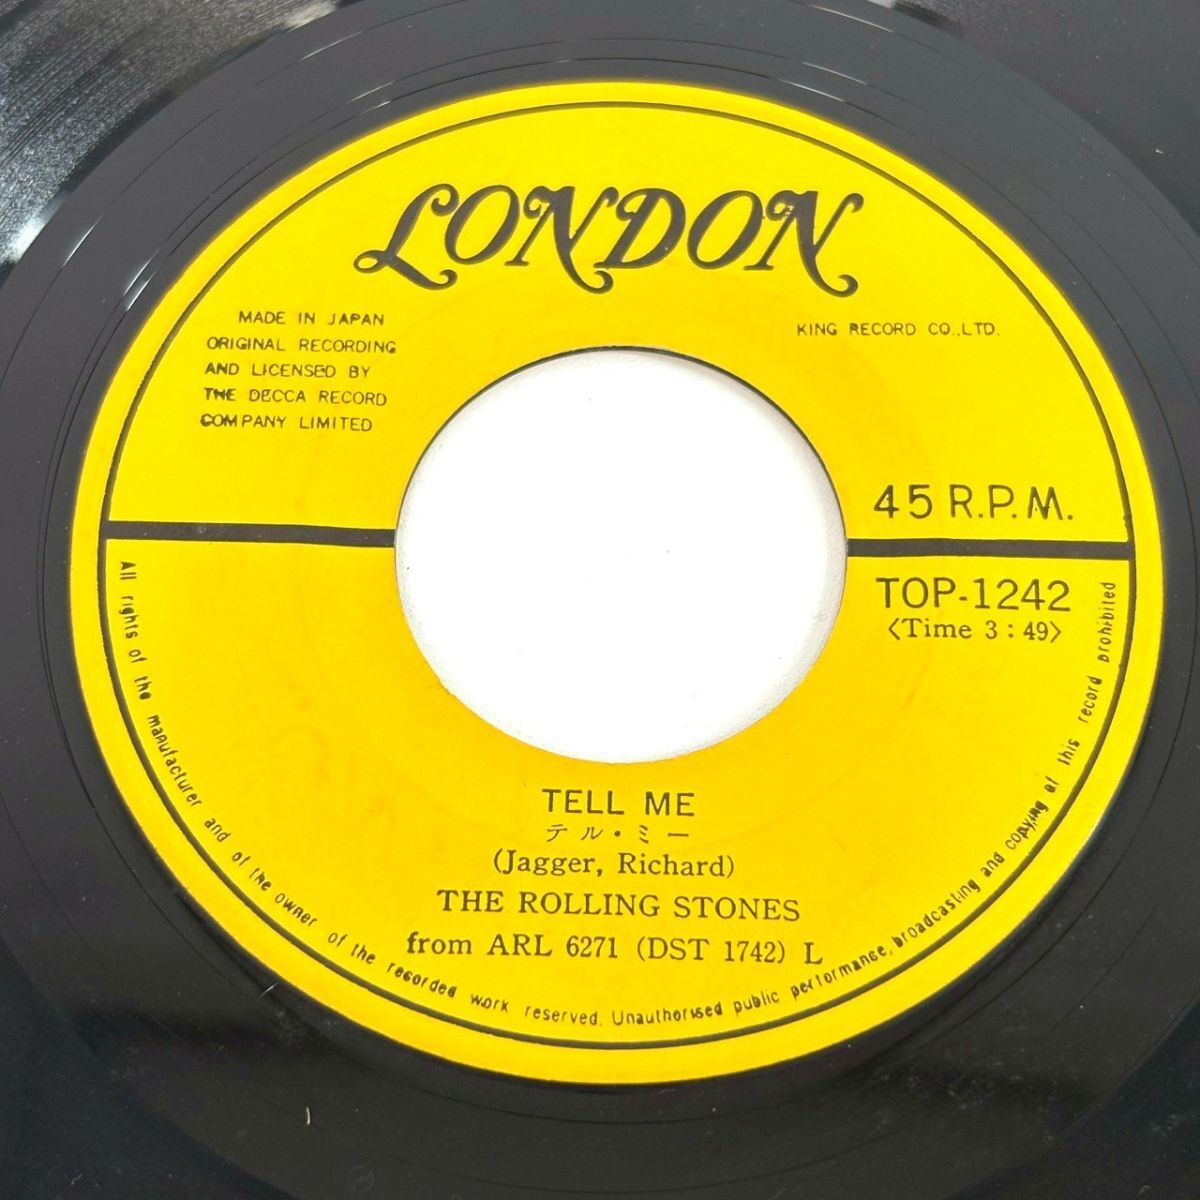 LONDON
MADE IN JAPAN
ORIGINAL RECORDING
AND LICENSED BY
THE DECCA RECORD
COMPANY LIMITED
KING RECORD CO.,LTD.
45 R.P.M.
TOP-1242
〈Time 3 : 49〉
TELL ME
テル・ミー
(Jagger, Richard)
THE ROLLING STONES
from ARL 6271 (DST 1742) L
All rights of the manufacturer and of the owner of the recorded work reserved. Unauthorised public performance, broadcasting and copying of this record prohibited